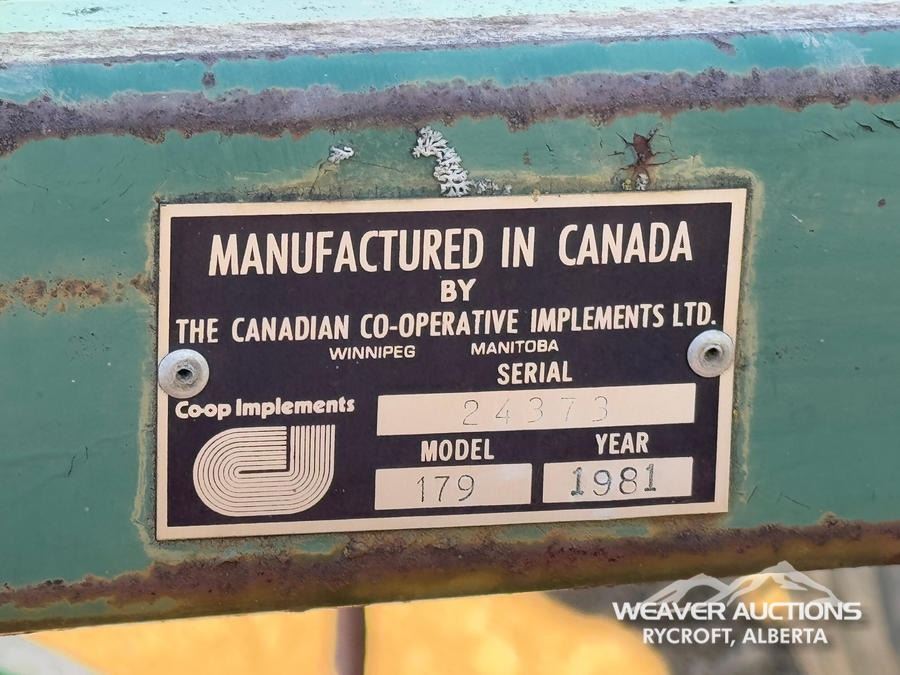 MANUFACTURED IN CANADA
BY
THE CANADIAN CO-OPERATIVE IMPLEMENTS LTD.
WINNIPEG MANITOBA
SERIAL
24373
Co-op Implements
MODEL YEAR
179 1981
WEAVER AUCTIONS
RYCROFT, ALBERTA